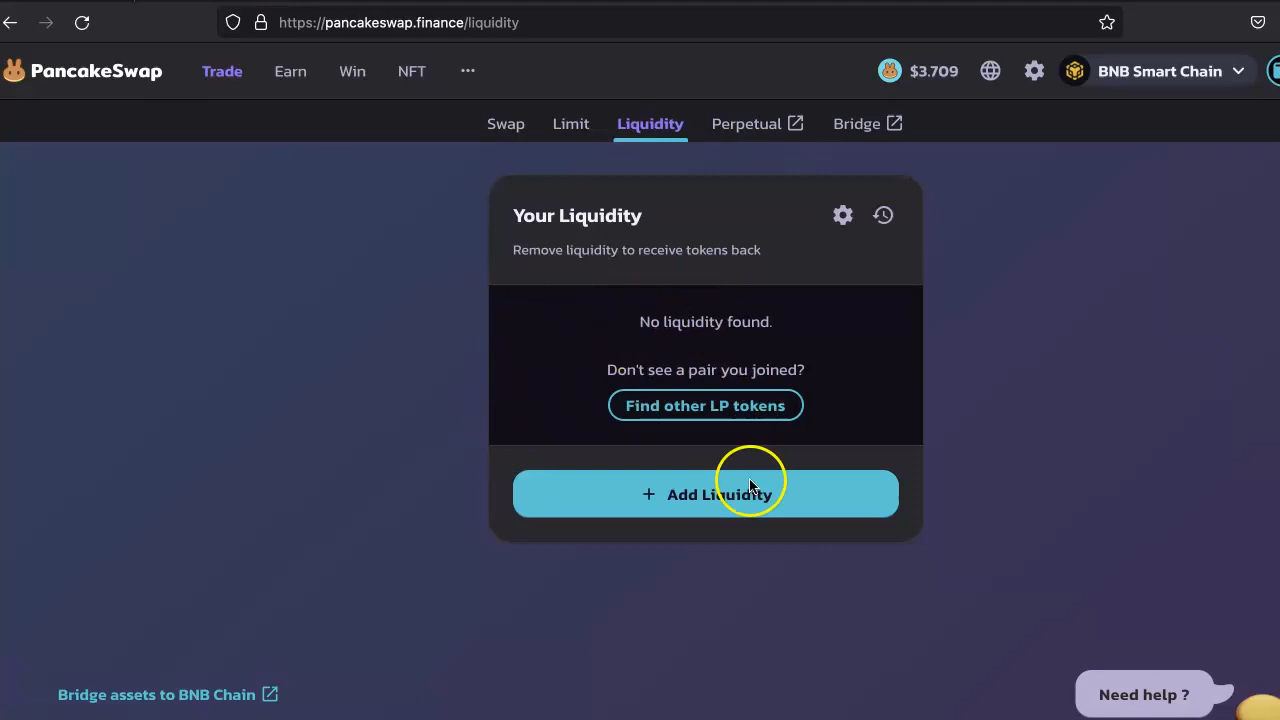 https://pancakeswap.finance/liquidity
PancakeSwap Trade Earn Win NFT ... $3.709 BNB Smart Chain
Swap Limit Liquidity Perpetual Bridge
Your Liquidity
Remove liquidity to receive tokens back
No liquidity found.
Don't see a pair you joined?
Find other LP tokens
+ Add Liquidity
Bridge assets to BNB Chain
Need help ?